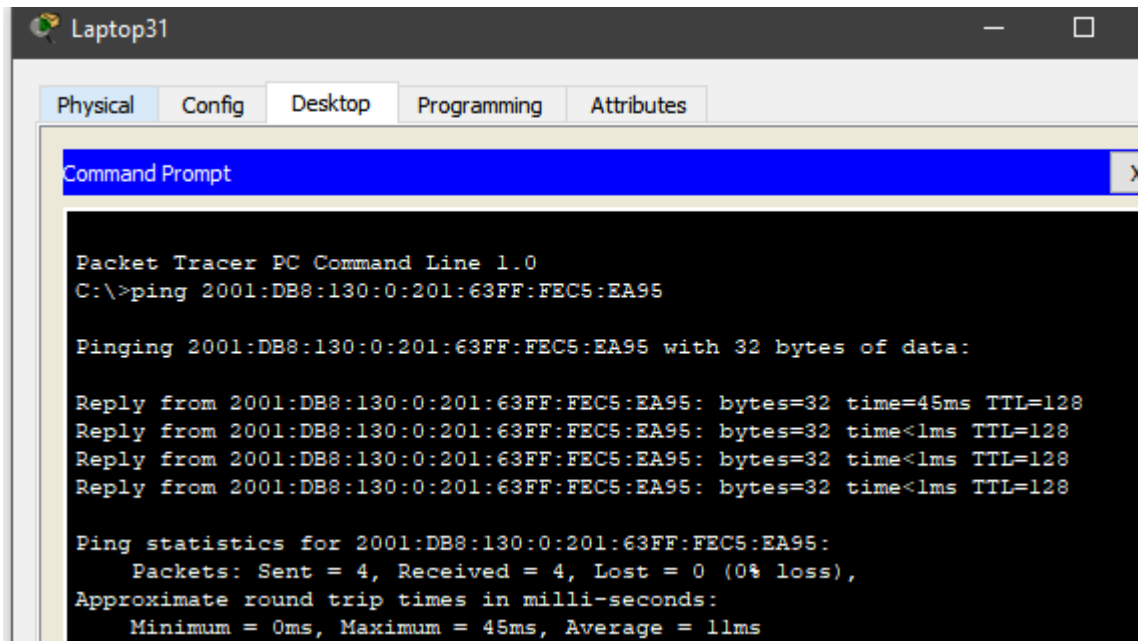 Laptop31
Physical Config Desktop Programming Attributes
Command Prompt
X
Packet Tracer PC Command Line 1.0
C:\>ping 2001:DB8:130:0:201:63FF:FEC5:EA95
Pinging 2001:DB8:130:0:201:63FF:FEC5:EA95 with 32 bytes of data:
Reply from 2001:DB8:130:0:201:63FF:FEC5:EA95: bytes=32 time=45ms TTL=128
Reply from 2001:DB8:130:0:201:63FF:FEC5:EA95: bytes=32 time<1ms TTL=128
Reply from 2001:DB8:130:0:201:63FF:FEC5:EA95: bytes=32 time<1ms TTL=128
Reply from 2001:DB8:130:0:201:63FF:FEC5:EA95: bytes=32 time<1ms TTL=128
Ping statistics for 2001:DB8:130:0:201:63FF:FEC5:EA95:
Packets: Sent = 4, Received = 4, Lost = 0 (0% loss),
Approximate round trip times in milli-seconds:
Minimum = 0ms, Maximum = 45ms, Average = 11ms